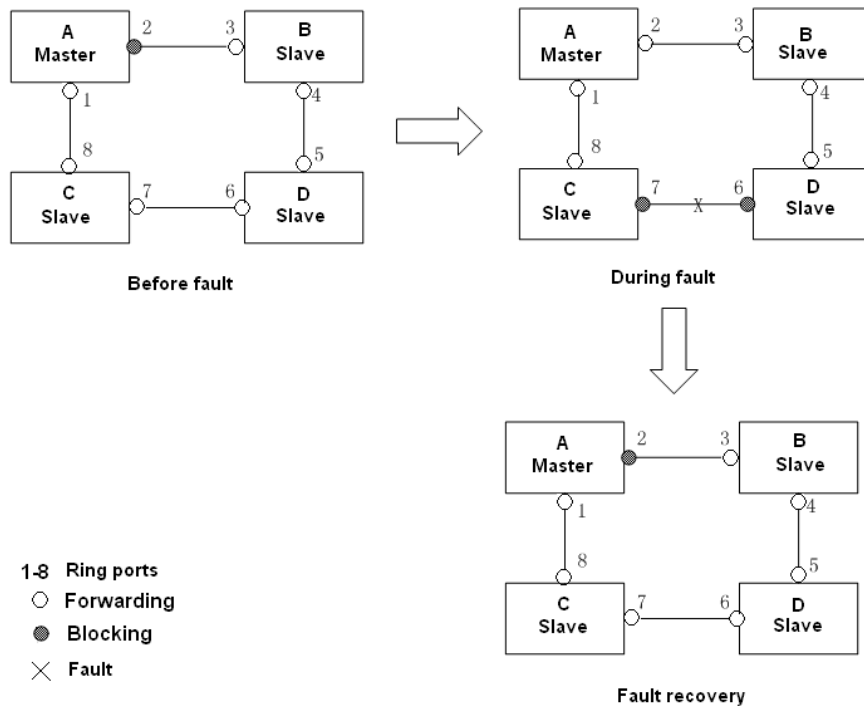 A
Master
2
3
B
Slave
1
4
8
5
C
Slave
7
6
D
Slave
Before fault
A
Master
2
3
B
Slave
1
4
8
5
C
Slave
7
X
6
D
Slave
During fault
A
Master
2
3
B
Slave
1
4
8
5
C
Slave
7
6
D
Slave
Fault recovery
1-8 Ring ports
Forwarding
Blocking
Fault